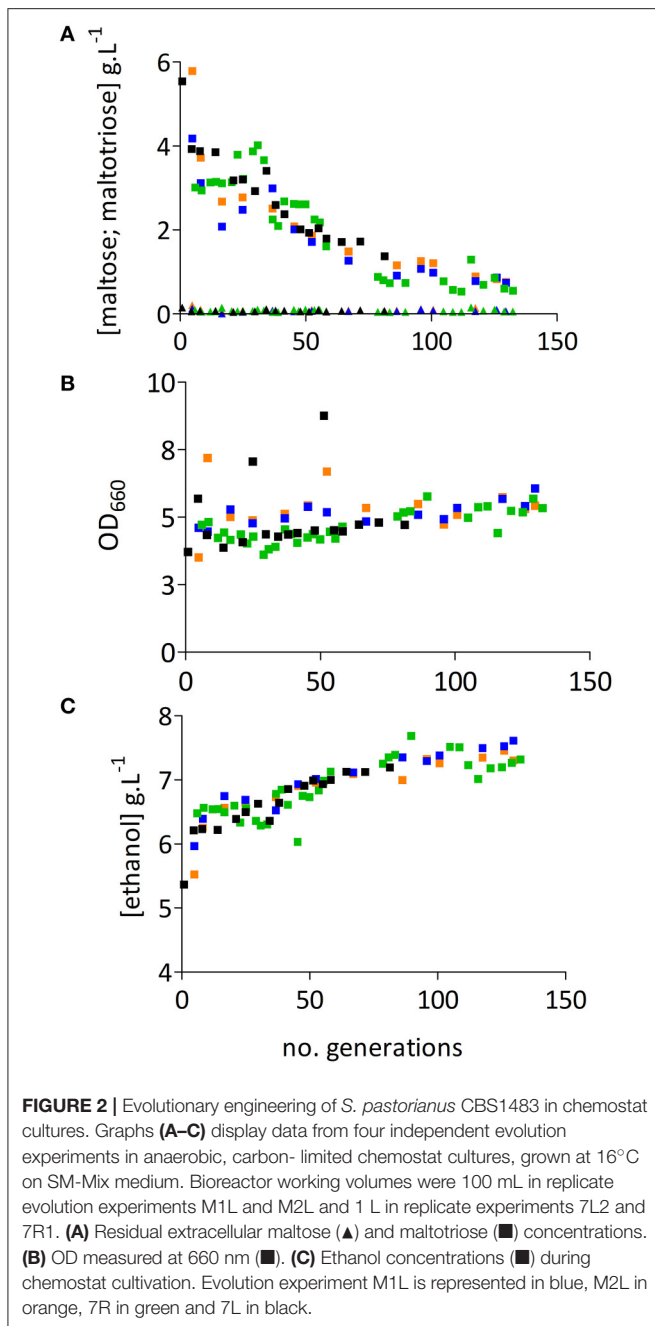 A
[maltose; maltotriose] g.L⁻¹
6
4
2
0
0 50 100 150
B
OD₆₆₀
10
8
5
3
0
0 50 100 150
C
[ethanol] g.L⁻¹
8
7
6
5
4
0 50 100 150
no. generations
FIGURE 2 | Evolutionary engineering of S. pastorianus CBS1483 in chemostat
cultures. Graphs (A–C) display data from four independent evolution
experiments in anaerobic, carbon- limited chemostat cultures, grown at 16°C
on SM-Mix medium. Bioreactor working volumes were 100 mL in replicate
evolution experiments M1L and M2L and 1 L in replicate experiments 7L2 and
7R1. (A) Residual extracellular maltose (▲) and maltotriose (■) concentrations.
(B) OD measured at 660 nm (■). (C) Ethanol concentrations (■) during
chemostat cultivation. Evolution experiment M1L is represented in blue, M2L in
orange, 7R in green and 7L in black.